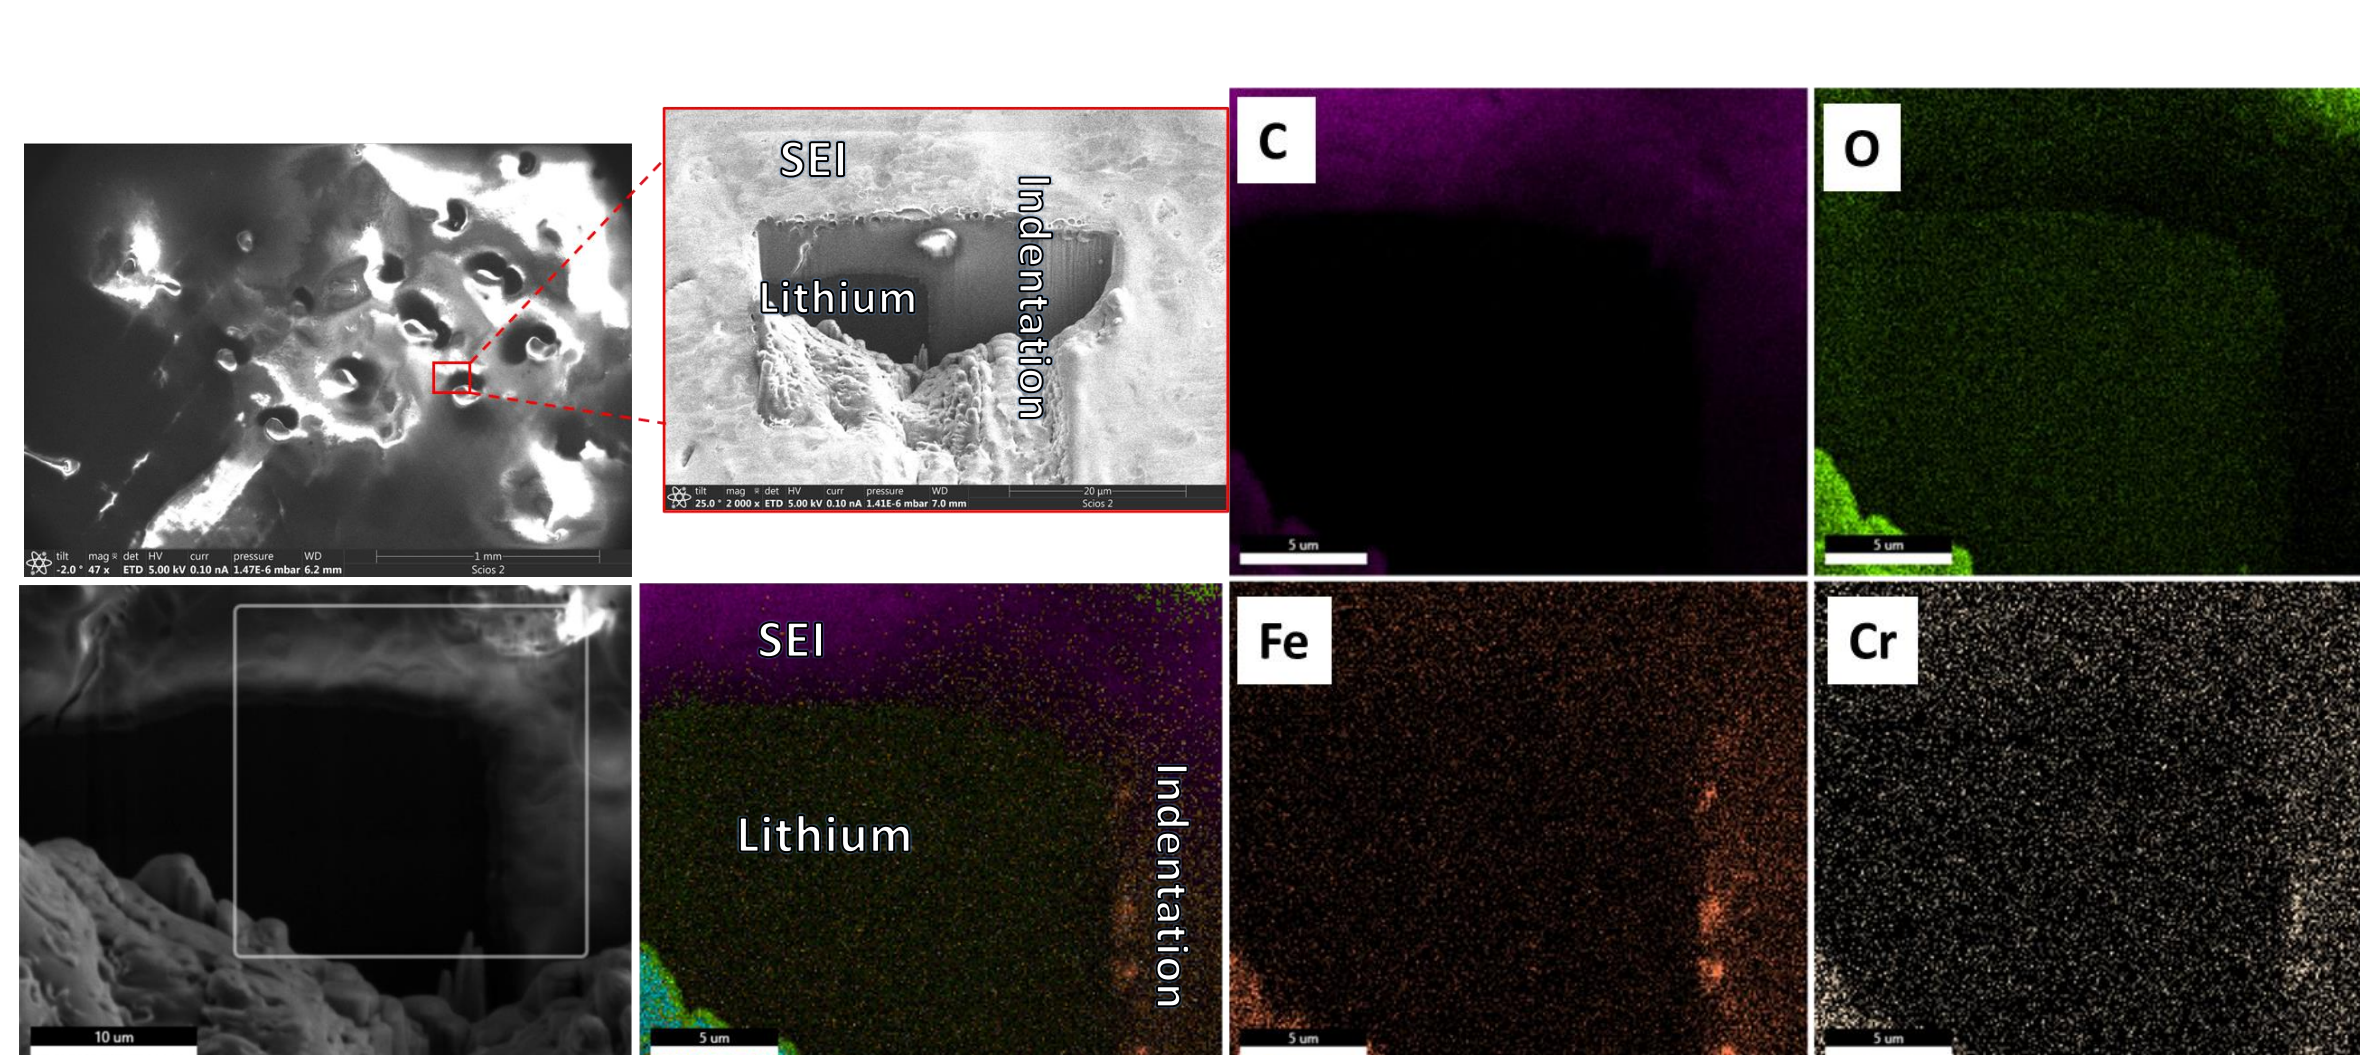 SEI
Lithium
Indentation
tilt mag det HV curr pressure WD 20 µm
25.0 ° 2 000 x ETD 5.00 kV 0.10 nA 1.41E-6 mbar 7.0 mm Scios 2
C
5 um
O
5 um
tilt mag det HV curr pressure WD 1 mm
-2.0 ° 47 x ETD 5.00 kV 0.10 nA 1.47E-6 mbar 6.2 mm Scios 2
10 um
SEI
Lithium
Indentation
5 um
Fe
5 um
Cr
5 um